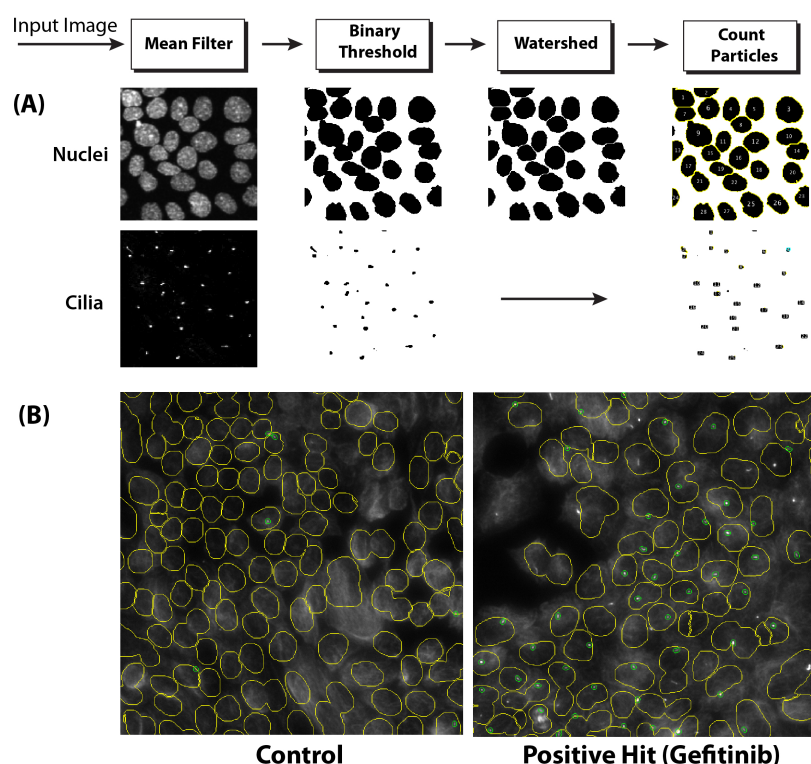 Input Image
Mean Filter
Binary
Threshold
Watershed
Count
Particles
(A)
Nuclei
Cilia
(B)
Control
Positive Hit (Gefitinib)